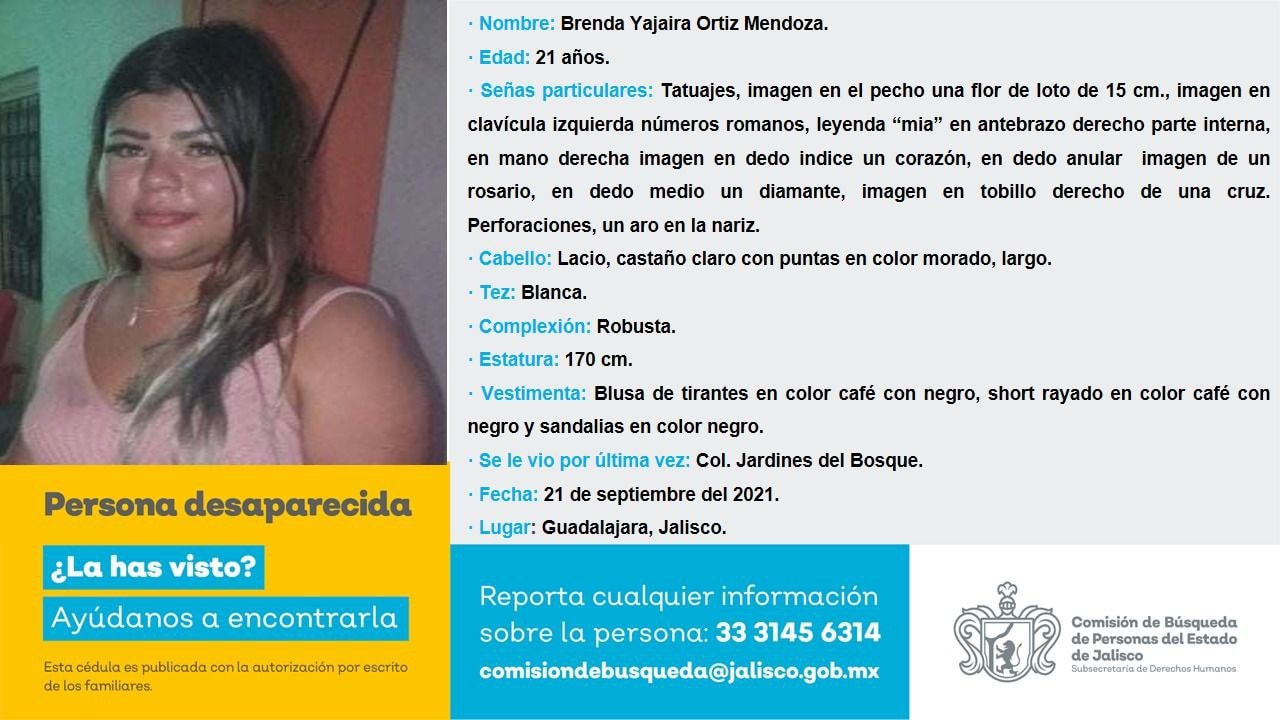 · Nombre: Brenda Yajaira Ortiz Mendoza.
· Edad: 21 años.
· Señas particulares: Tatuajes, imagen en el pecho una flor de loto de 15 cm., imagen en
clavícula izquierda números romanos, leyenda “mia” en antebrazo derecho parte interna,
en mano derecha imagen en dedo indice un corazón, en dedo anular imagen de un
rosario, en dedo medio un diamante, imagen en tobillo derecho de una cruz.
Perforaciones, un aro en la nariz.
· Cabello: Lacio, castaño claro con puntas en color morado, largo.
· Tez: Blanca.
· Complexión: Robusta.
· Estatura: 170 cm.
· Vestimenta: Blusa de tirantes en color café con negro, short rayado en color café con
negro y sandalias en color negro.
· Se le vio por última vez: Col. Jardines del Bosque.
· Fecha: 21 de septiembre del 2021.
· Lugar: Guadalajara, Jalisco.
Persona desaparecida
¿La has visto?
Ayúdanos a encontrarla
Esta cédula es publicada con la autorización por escrito
de los familiares.
Reporta cualquier información
sobre la persona: 33 3145 6314
comisiondebusqueda@jalisco.gob.mx
Comisión de Búsqueda
de Personas del Estado
de Jalisco
Subsecretaría de Derechos Humanos